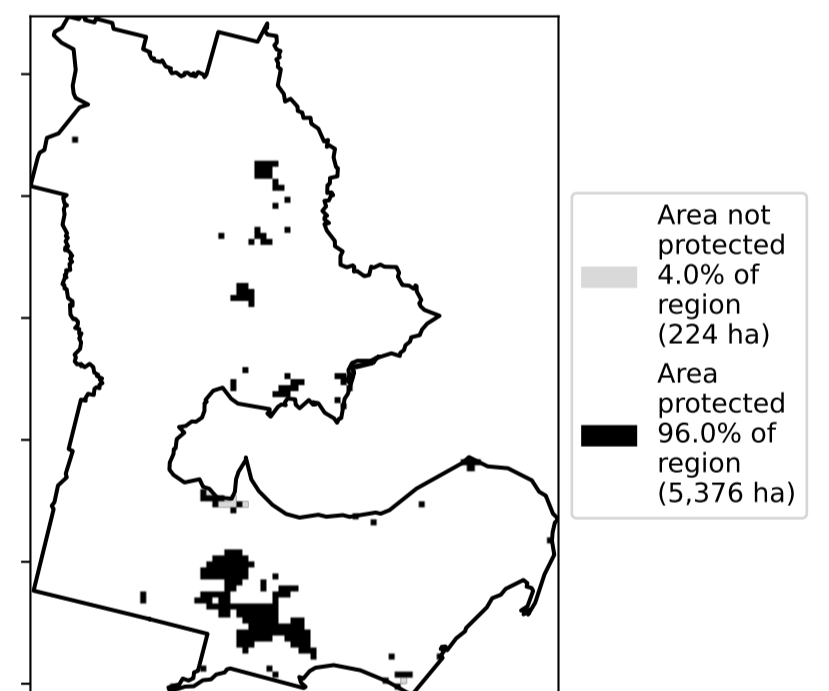 Area not
protected
4.0% of
region
(224 ha)
Area
protected
96.0% of
region
(5,376 ha)